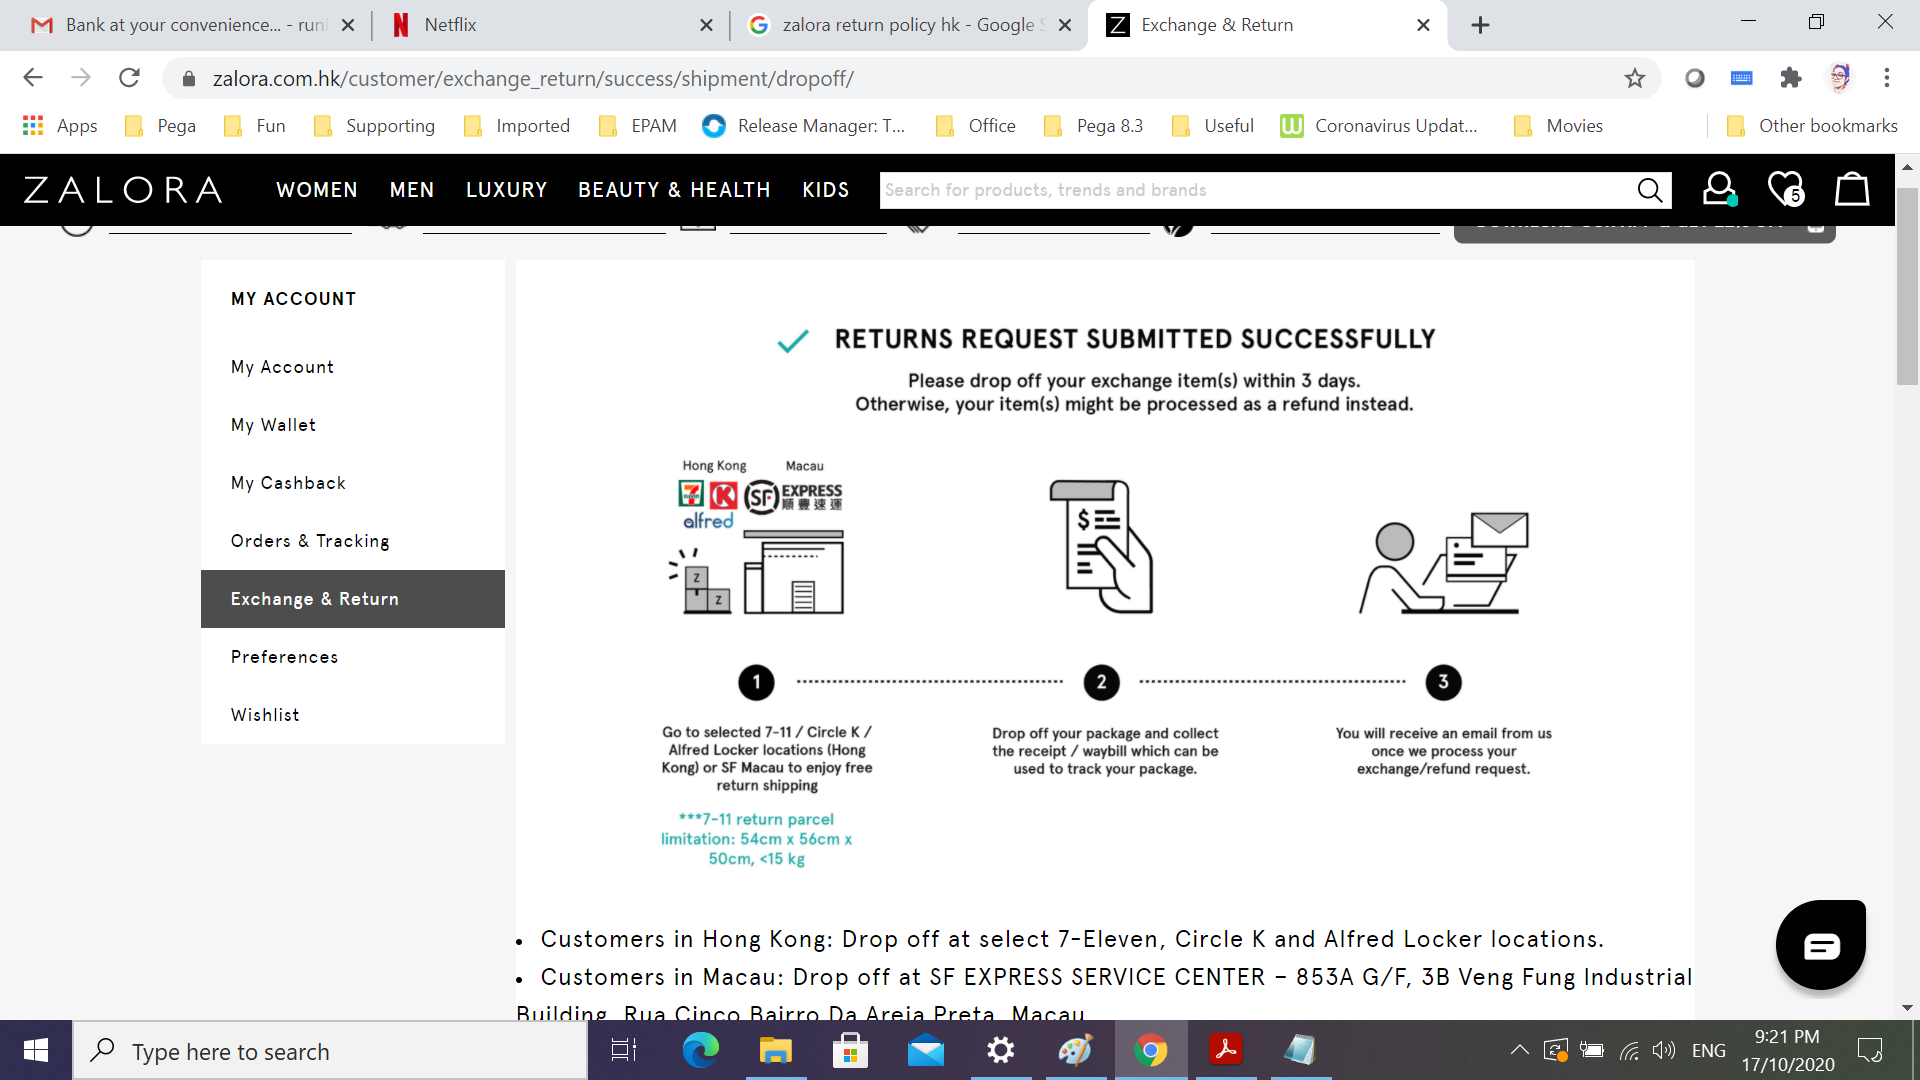 Bank at your convenience... - runi
Netflix
zalora return policy hk - Google S
Exchange & Return
zalora.com.hk/customer/exchange_return/success/shipment/dropoff/
Apps
Pega
Fun
Supporting
Imported
EPAM
Release Manager: T...
Office
Pega 8.3
Useful
Coronavirus Updat...
Movies
Other bookmarks
ZALORA
WOMEN
MEN
LUXURY
BEAUTY & HEALTH
KIDS
Search for products, trends and brands
5
MY ACCOUNT
My Account
My Wallet
My Cashback
Orders & Tracking
Exchange & Return
Preferences
Wishlist
RETURNS REQUEST SUBMITTED SUCCESSFULLY
Please drop off your exchange item(s) within 3 days.
Otherwise, your item(s) might be processed as a refund instead.
Hong Kong
Macau
7 ELEVEN
K
SF EXPRESS
順豐速運
alfred
Z
Z
$
1
2
3
Go to selected 7-11 / Circle K /
Alfred Locker locations (Hong
Kong) or SF Macau to enjoy free
return shipping
***7-11 return parcel
limitation: 54cm x 56cm x
50cm, <15 kg
Drop off your package and collect
the receipt / waybill which can be
used to track your package.
You will receive an email from us
once we process your
exchange/refund request.
• Customers in Hong Kong: Drop off at select 7-Eleven, Circle K and Alfred Locker locations.
• Customers in Macau: Drop off at SF EXPRESS SERVICE CENTER – 853A G/F, 3B Veng Fung Industrial
Building, Rua Cinco Bairro Da Areia Preta, Macau
Type here to search
ENG
9:21 PM
17/10/2020